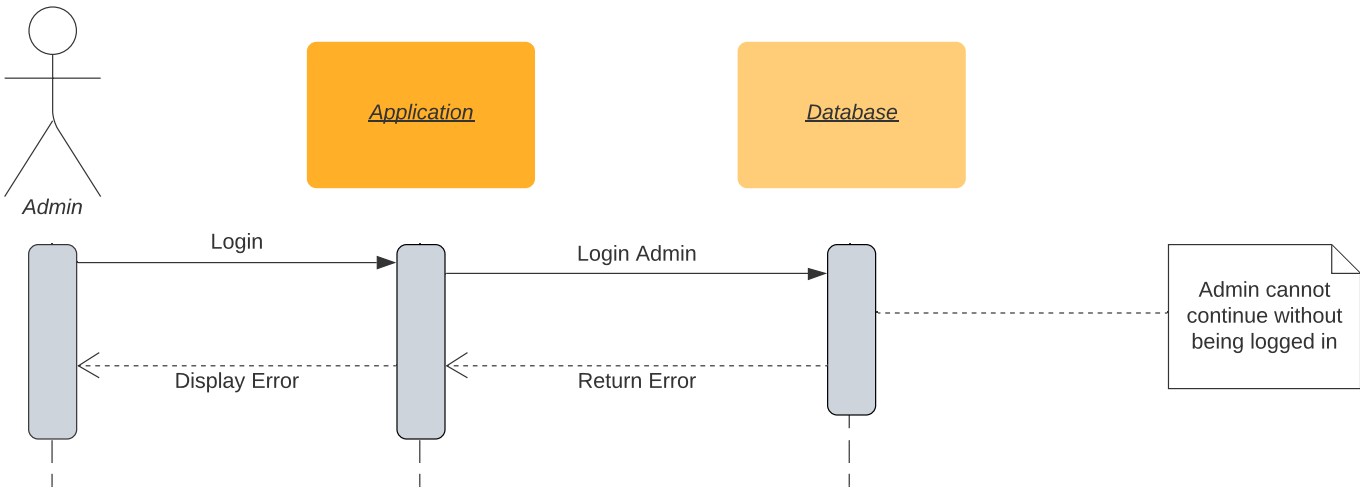 Application
Database
Admin
Login
Login Admin
Admin cannot
continue without
being logged in
Display Error
Return Error